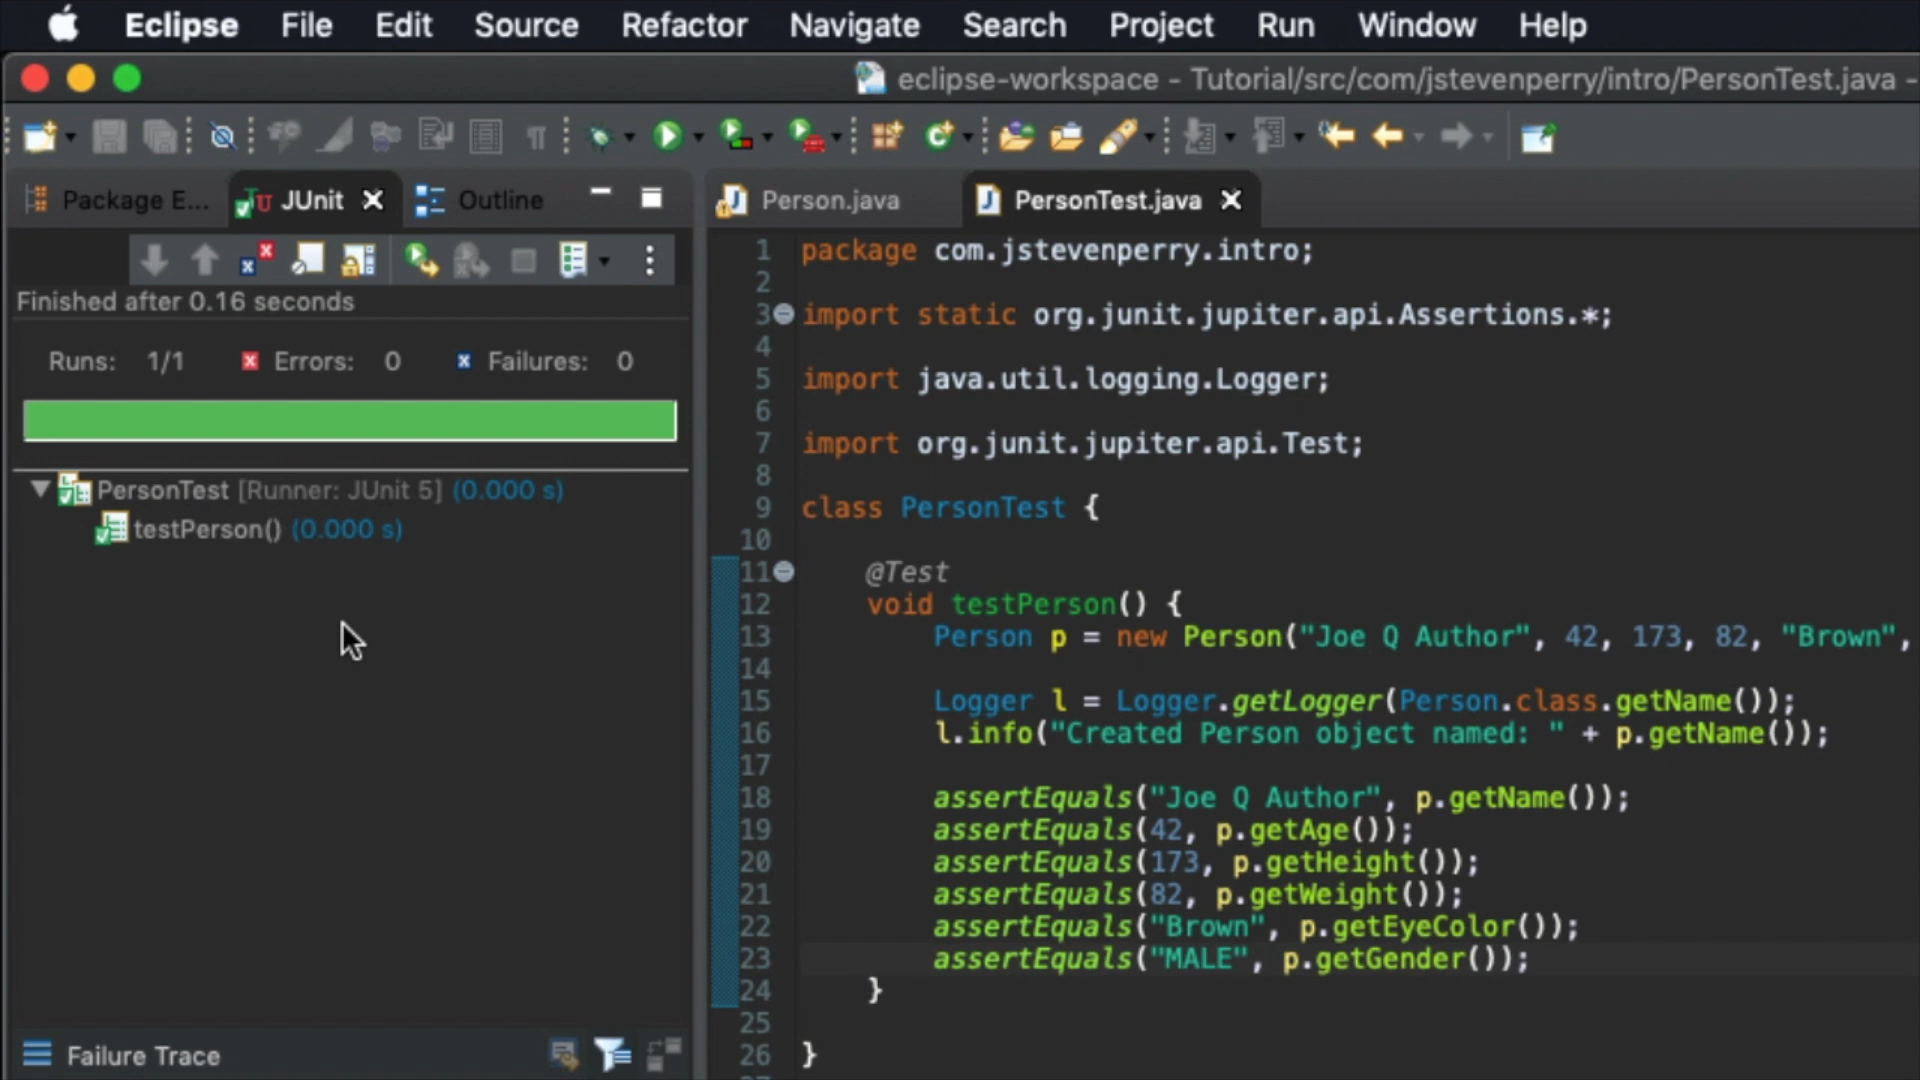 Eclipse File Edit Source Refactor Navigate Search Project Run Window Help
eclipse-workspace - Tutorial/src/com/jstevenperry/intro/PersonTest.java -
Package E... JUnit Outline
Finished after 0.16 seconds
Runs: 1/1 Errors: 0 Failures: 0
PersonTest [Runner: JUnit 5] (0.000 s)
testPerson() (0.000 s)
Failure Trace
Person.java PersonTest.java
1 package com.jstevenperry.intro;
2
3 import static org.junit.jupiter.api.Assertions.*;
4
5 import java.util.logging.Logger;
6
7 import org.junit.jupiter.api.Test;
8
9 class PersonTest {
10
11 @Test
12 void testPerson() {
13 Person p = new Person("Joe Q Author", 42, 173, 82, "Brown",
14
15 Logger l = Logger.getLogger(Person.class.getName());
16 l.info("Created Person object named: " + p.getName());
17
18 assertEquals("Joe Q Author", p.getName());
19 assertEquals(42, p.getAge());
20 assertEquals(173, p.getHeight());
21 assertEquals(82, p.getWeight());
22 assertEquals("Brown", p.getEyeColor());
23 assertEquals("MALE", p.getGender());
24 }
25
26 }